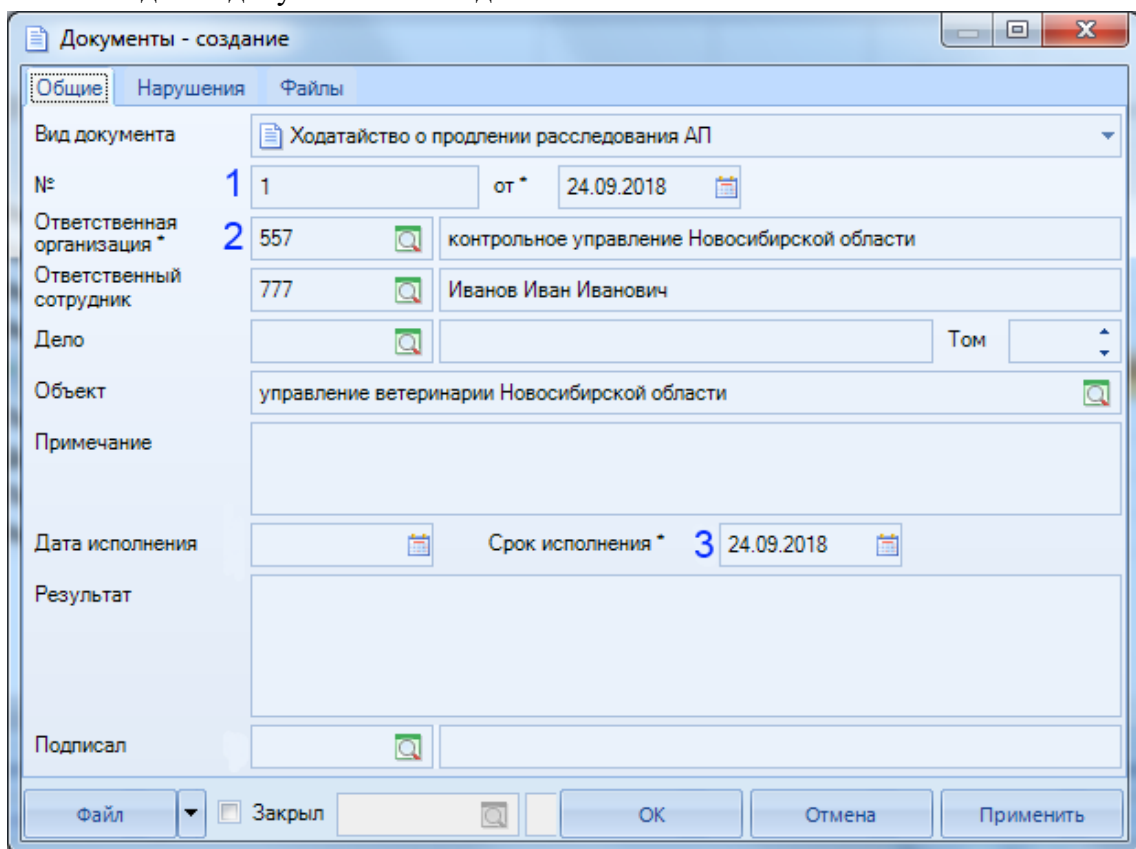 Документы - создание
Общие Нарушения Файлы
Вид документа Ходатайство о продлении расследования АП
№ 1 1 от * 24.09.2018
Ответственная
организация * 2 557 контрольное управление Новосибирской области
Ответственный
сотрудник 777 Иванов Иван Иванович
Дело Том
Объект управление ветеринарии Новосибирской области
Примечание
Дата исполнения Срок исполнения * 3 24.09.2018
Результат
Подписал
Файл Закрыл ОК Отмена Применить